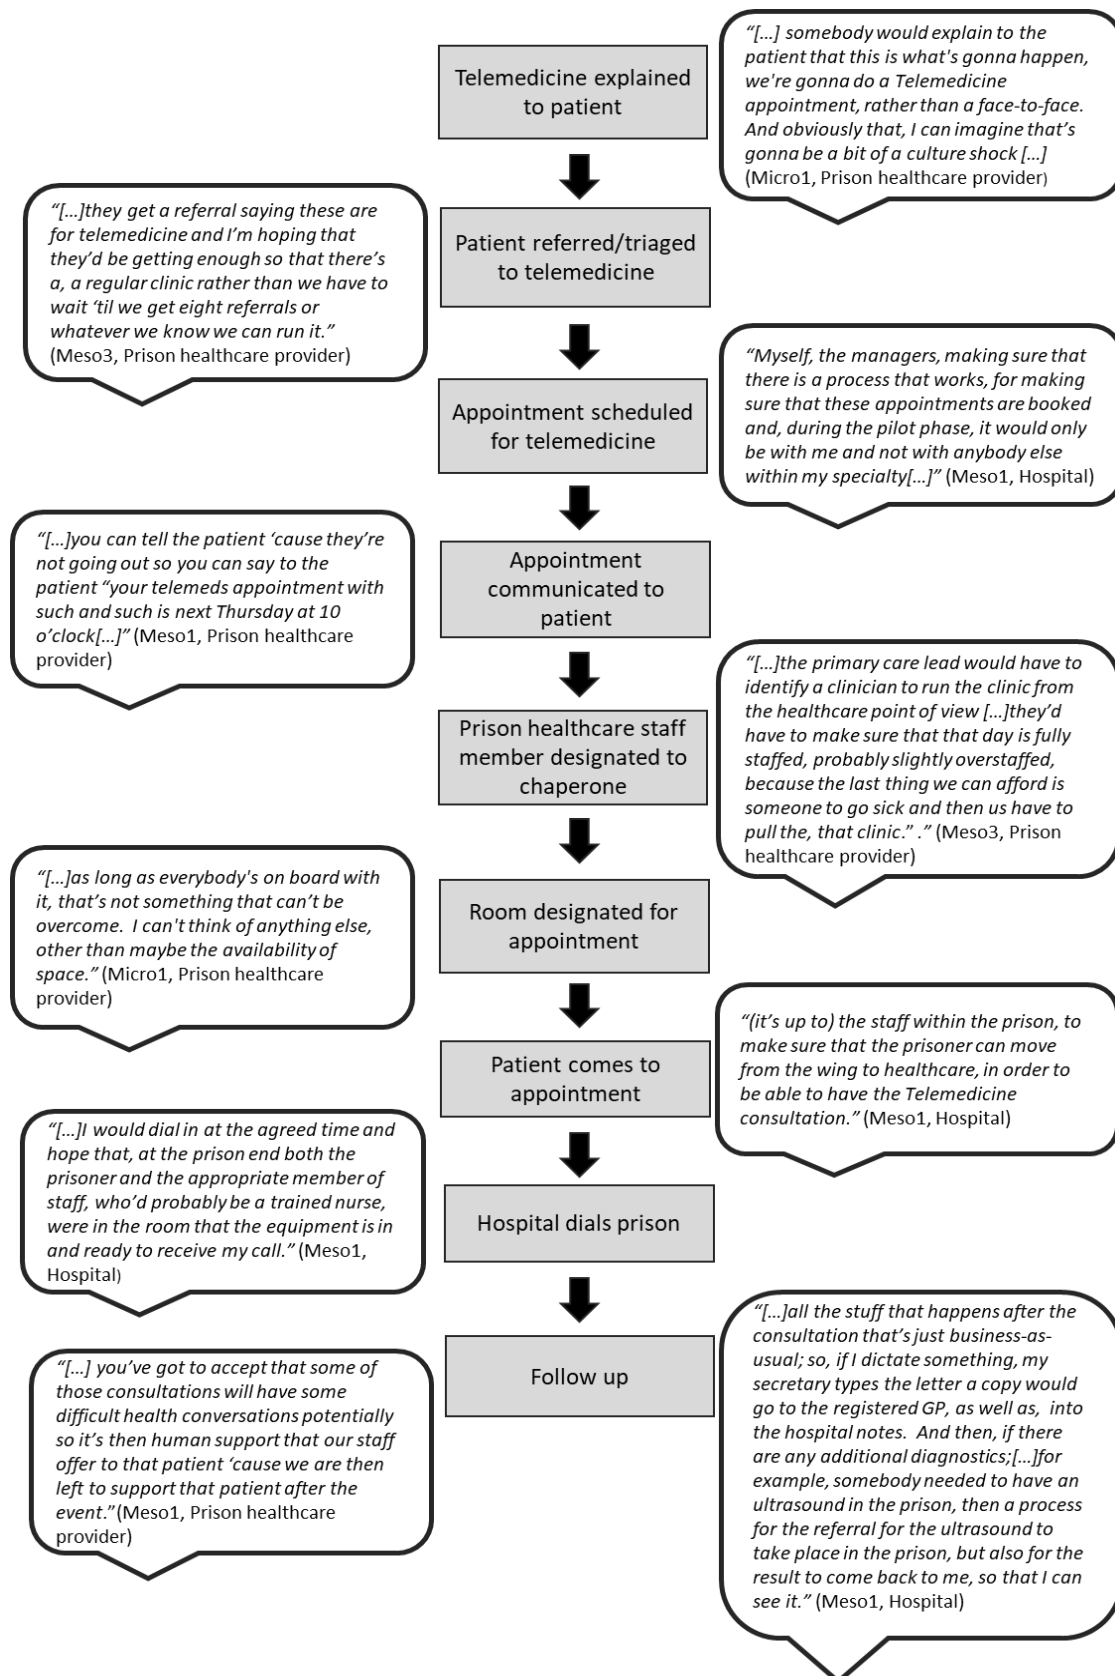 Telemedicine explained
to patient
“[...] somebody would explain to the
patient that this is what's gonna happen,
we're gonna do a Telemedicine
appointment, rather than a face-to-face.
And obviously that, I can imagine that’s
gonna be a bit of a culture shock [...]
(Micro1, Prison healthcare provider)
“[...]they get a referral saying these are
for telemedicine and I’m hoping that
they’d be getting enough so that there’s
a, a regular clinic rather than we have to
wait ‘til we get eight referrals or
whatever we know we can run it.”
(Meso3, Prison healthcare provider)
Patient referred/triaged
to telemedicine
Appointment scheduled
for telemedicine
“Myself, the managers, making sure that
there is a process that works, for making
sure that these appointments are booked
and, during the pilot phase, it would only
be with me and not with anybody else
within my specialty[...]” (Meso1, Hospital)
“[...]you can tell the patient ‘cause they’re
not going out so you can say to the
patient “your telemeds appointment with
such and such is next Thursday at 10
o’clock[...]” (Meso1, Prison healthcare
provider)
Appointment
communicated to
patient
Prison healthcare staff
member designated to
chaperone
“[...]the primary care lead would have to
identify a clinician to run the clinic from
the healthcare point of view [...]they’d
have to make sure that that day is fully
staffed, probably slightly overstaffed,
because the last thing we can afford is
someone to go sick and then us have to
pull the, that clinic.” .” (Meso3, Prison
healthcare provider)
“[...]as long as everybody's on board with
it, that’s not something that can’t be
overcome.  I can't think of anything else,
other than maybe the availability of
space.” (Micro1, Prison healthcare
provider)
Room designated for
appointment
Patient comes to
appointment
“(it’s up to) the staff within the prison, to
make sure that the prisoner can move
from the wing to healthcare, in order to
be able to have the Telemedicine
consultation.” (Meso1, Hospital)
“[...]I would dial in at the agreed time and
hope that, at the prison end both the
prisoner and the appropriate member of
staff, who’d probably be a trained nurse,
were in the room that the equipment is in
and ready to receive my call.” (Meso1,
Hospital)
Hospital dials prison
Follow up
“[...]all the stuff that happens after the
consultation that’s just business-as-
usual; so, if I dictate something, my
secretary types the letter a copy would
go to the registered GP, as well as,  into
the hospital notes.  And then, if there
are any additional diagnostics;[...]for
example, somebody needed to have an
ultrasound in the prison, then a process
for the referral for the ultrasound to
take place in the prison, but also for the
result to come back to me, so that I can
see it.” (Meso1, Hospital)
“[...] you’ve got to accept that some of
those consultations will have some
difficult health conversations potentially
so it’s then human support that our staff
offer to that patient ‘cause we are then
left to support that patient after the
event.”(Meso1, Prison healthcare
provider)